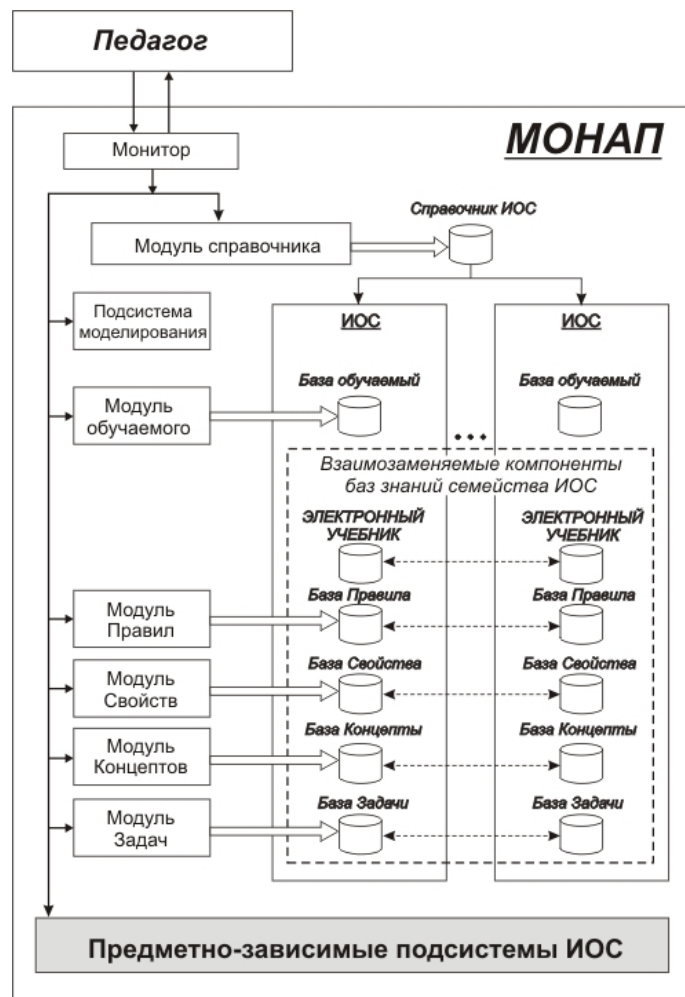 Педагог
МОНАП
Монитор
Справочник ИОС
Модуль справочника
ИОС
ИОС
Подсистема
моделирования
База обучаемый
База обучаемый
Модуль
обучаемого
...
Взаимозаменяемые компоненты
баз знаний семейства ИОС
ЭЛЕКТРОННЫЙ
УЧЕБНИК
ЭЛЕКТРОННЫЙ
УЧЕБНИК
Модуль
Правил
База Правила
База Правила
Модуль
Свойств
База Свойства
База Свойства
Модуль
Концептов
База Концепты
База Концепты
Модуль
Задач
База Задачи
База Задачи
Предметно-зависимые подсистемы ИОС